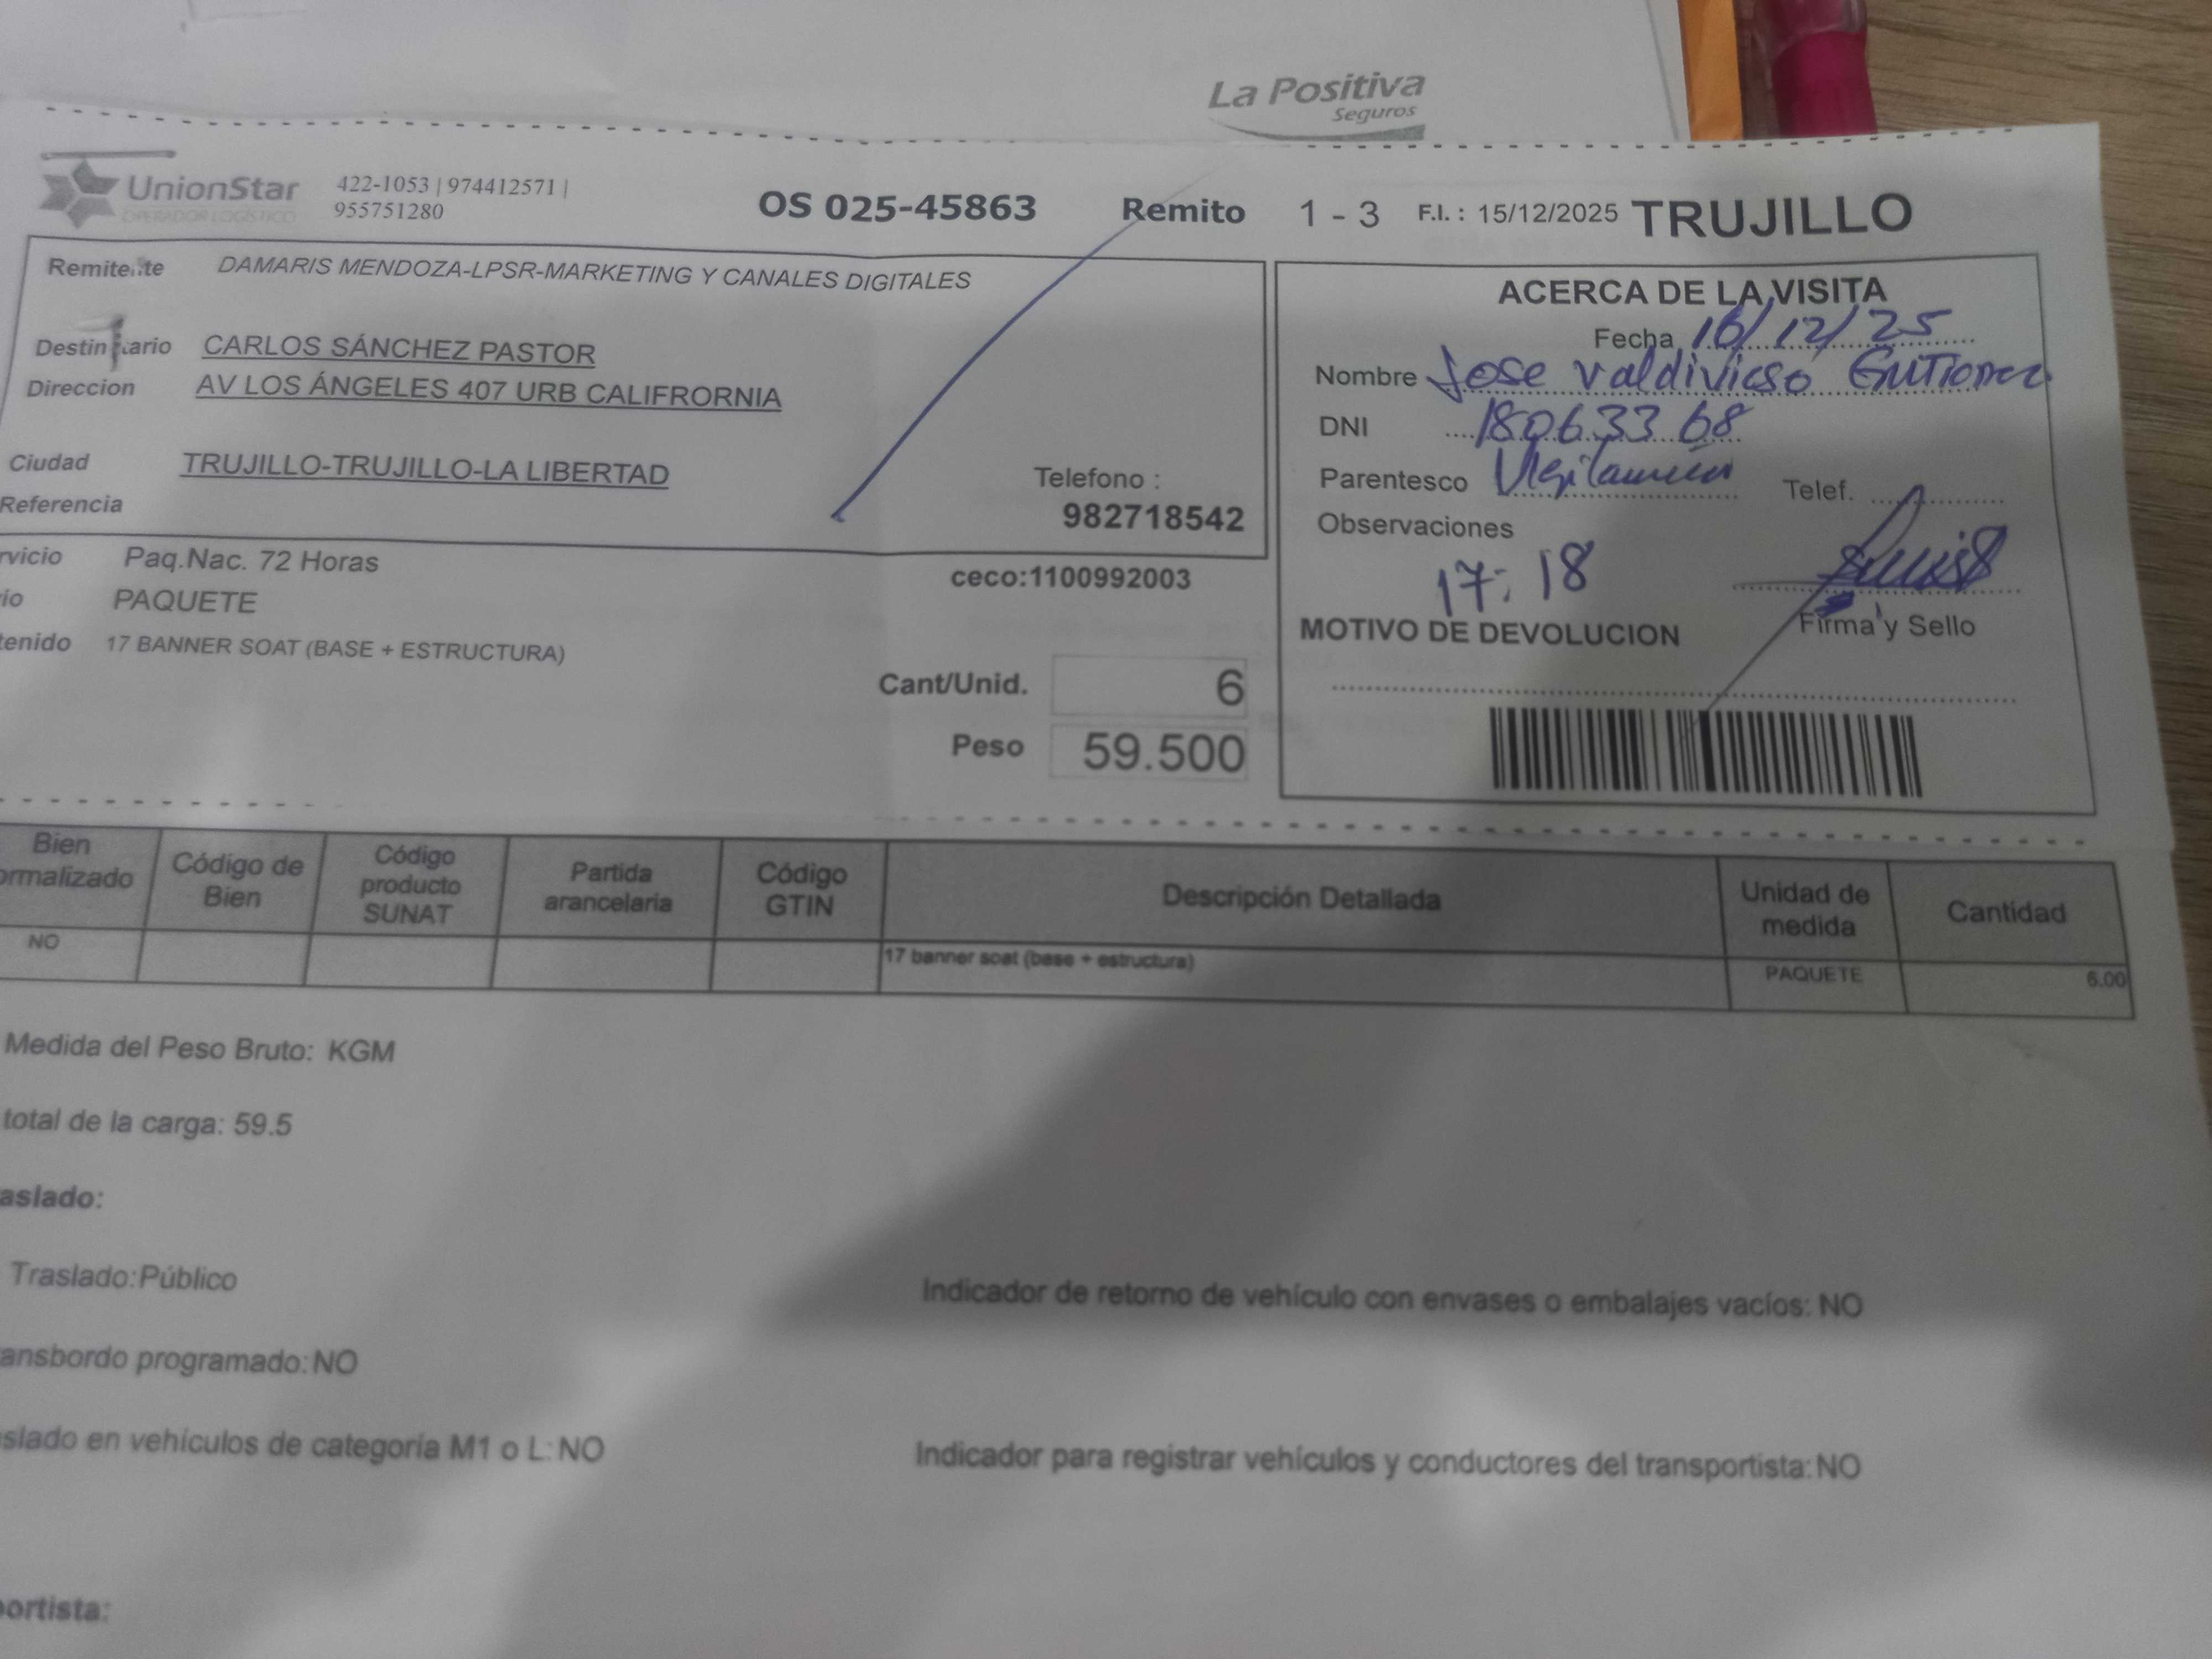 La Positiva
Seguros
UnionStar
OPERADOR LOGÍSTICO
422-1053 | 974412571 |
955751280
OS 025-45863 Remito 1 - 3 F.I. : 15/12/2025 TRUJILLO
Remitente DAMARIS MENDOZA-LPSR-MARKETING Y CANALES DIGITALES
Destinatario CARLOS SÁNCHEZ PASTOR
Direccion AV LOS ÁNGELES 407 URB CALIFRORNIA
Ciudad TRUJILLO-TRUJILLO-LA LIBERTAD
Referencia
Telefono :
982718542
ACERCA DE LA VISITA
Fecha 16/12/25
Nombre Jose Valdivieso Gutierrez
DNI 18063368
Parentesco Vigilancia Telef.
Observaciones
17:18
Firma y Sello
MOTIVO DE DEVOLUCION
rvicio Paq.Nac. 72 Horas
io PAQUETE
tenido 17 BANNER SOAT (BASE + ESTRUCTURA)
ceco:1100992003
Cant/Unid. 6
Peso 59.500
Bien ormalizado Código de Bien Código producto SUNAT Partida arancelaria Código GTIN Descripción Detallada Unidad de medida Cantidad
NO 17 banner soat (base + estructura) PAQUETE 6.00
Medida del Peso Bruto: KGM
total de la carga: 59.5
aslado:
Traslado:Público
Indicador de retorno de vehículo con envases o embalajes vacíos: NO
ansbordo programado:NO
slado en vehículos de categoría M1 o L:NO
Indicador para registrar vehículos y conductores del transportista:NO
portista: